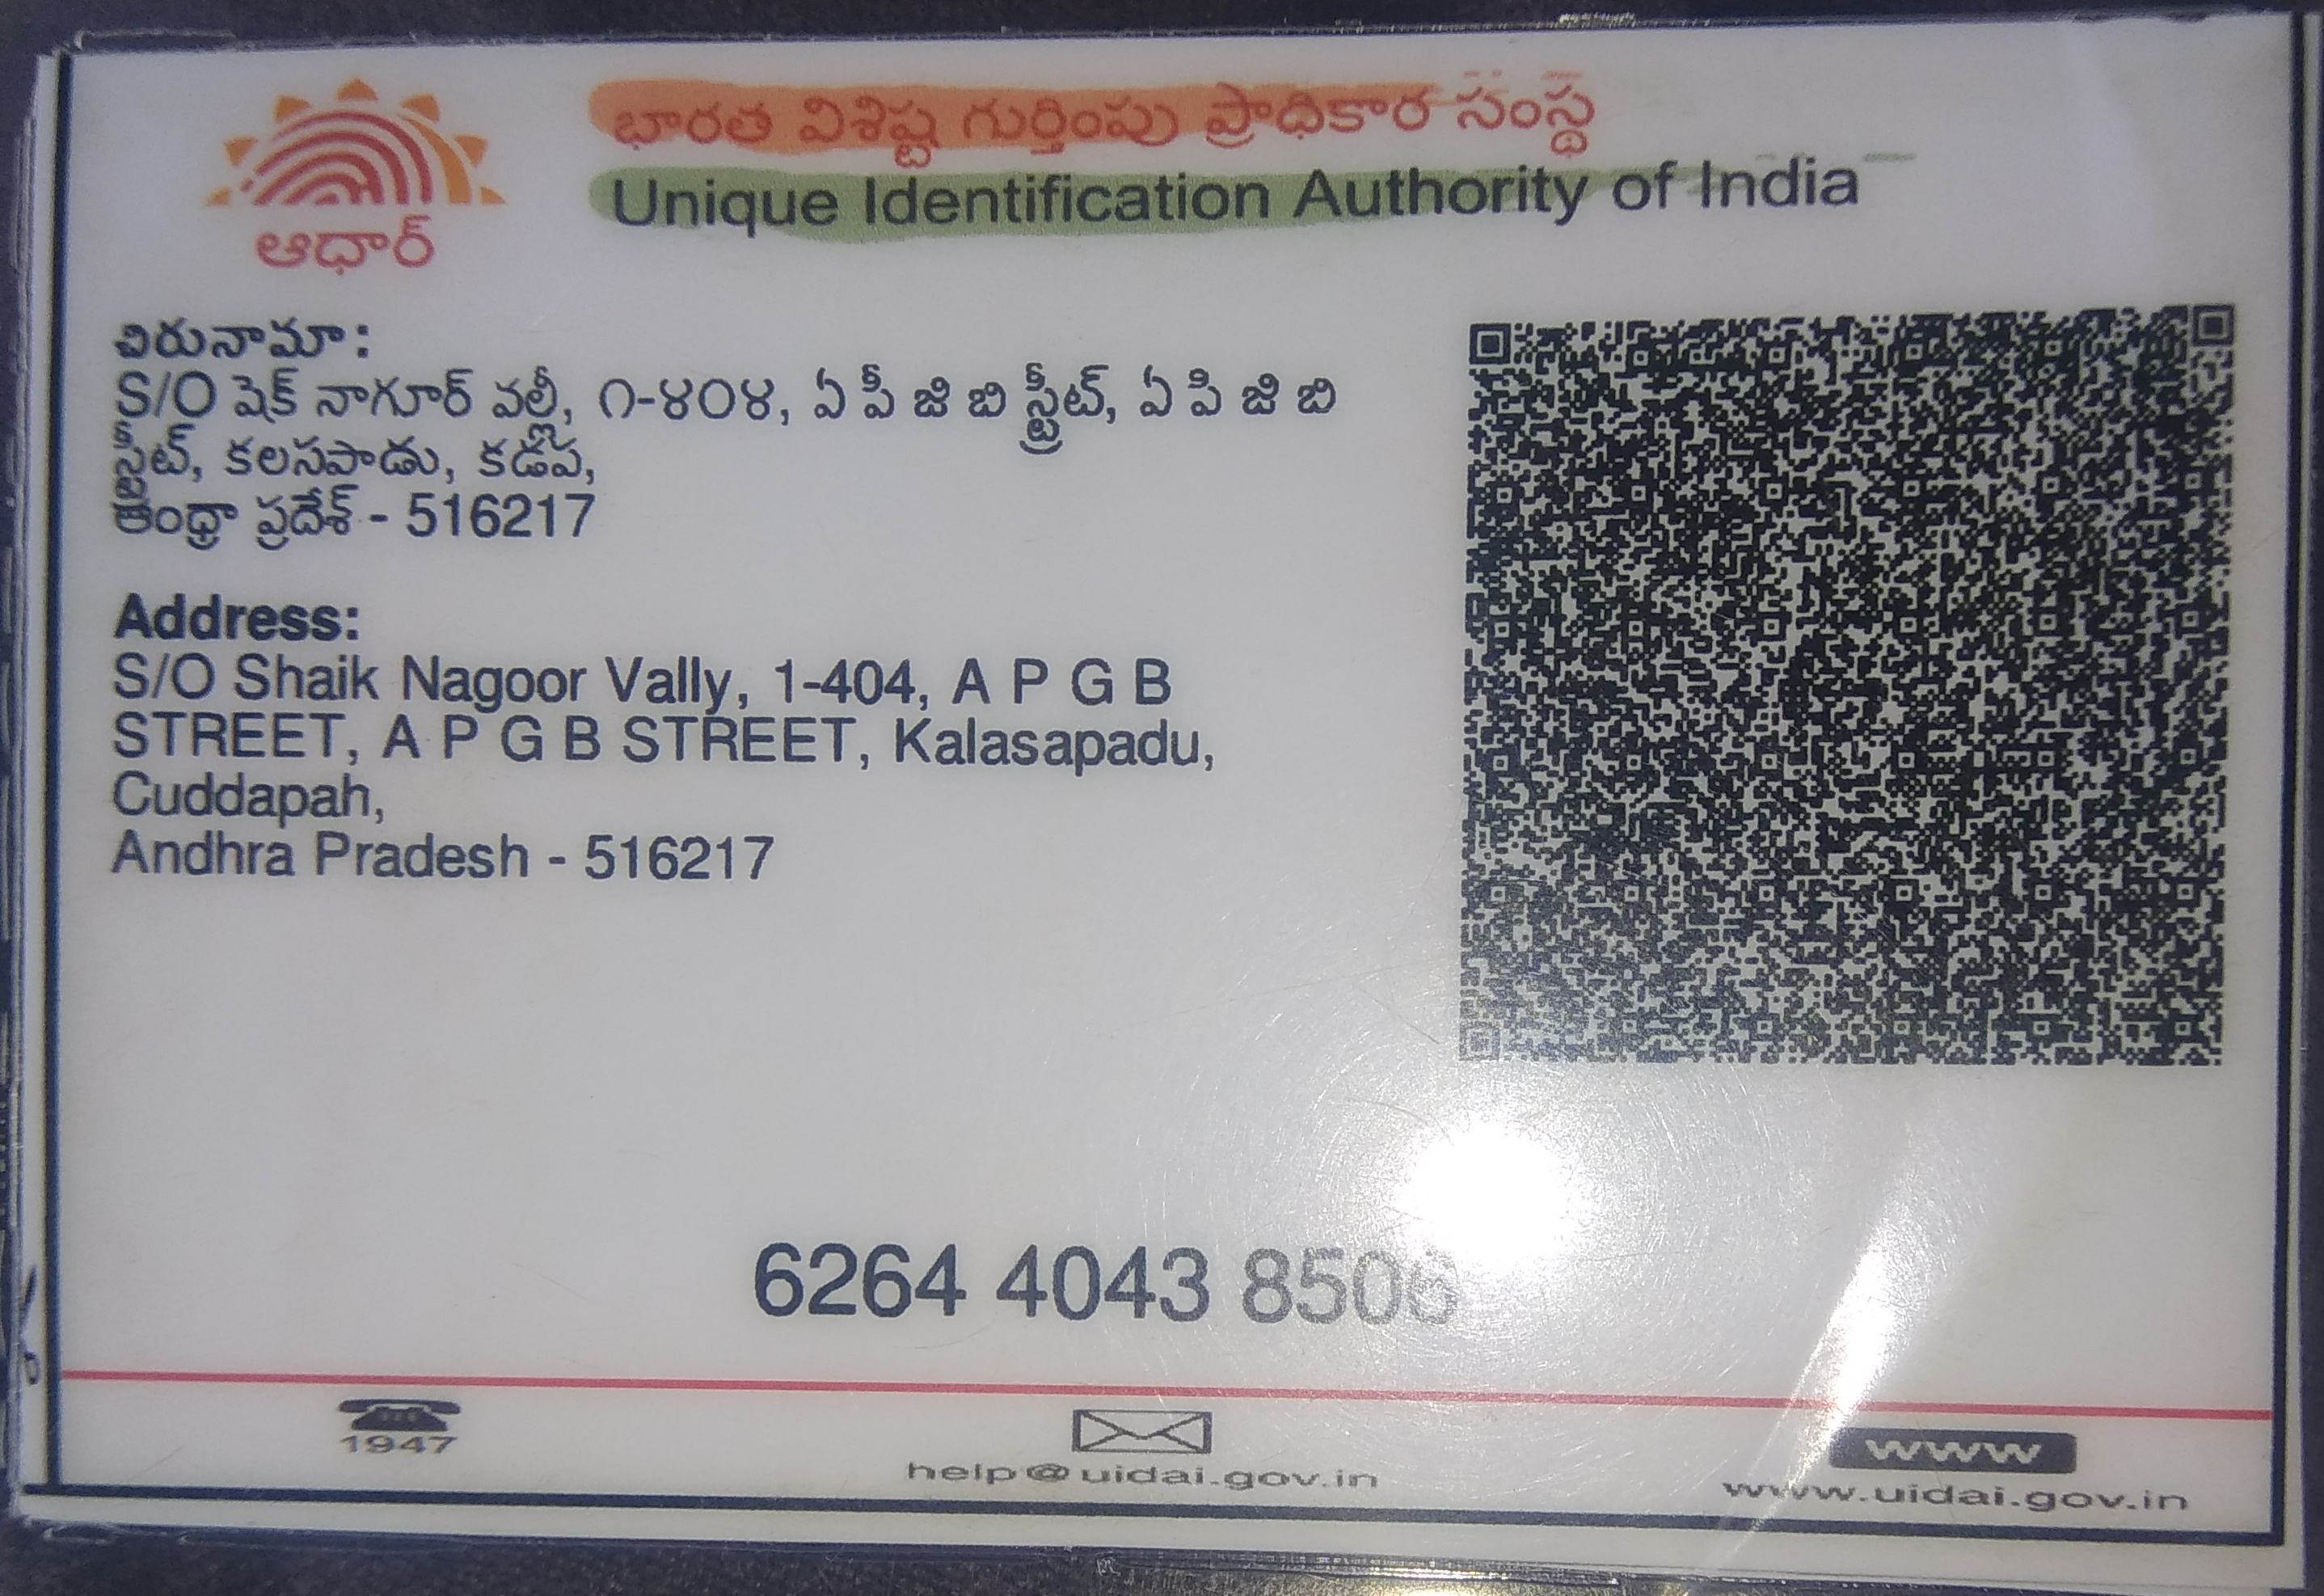 భారత విశిష్ట గుర్తింపు ప్రాధికార సంస్థ
Unique Identification Authority of India
ఆధార్
చిరునామా:
S/O షెక్ నాగూర్ వల్లీ, ౧-౪౦౪, ఏ పీ జి బి స్ట్రీట్, ఏ పి జి బి
స్ట్రీట్, కలసపాడు, కడప,
ఆంధ్రా ప్రదేశ్ - 516217
Address:
S/O Shaik Nagoor Vally, 1-404, A P G B
STREET, A P G B STREET, Kalasapadu,
Cuddapah,
Andhra Pradesh - 516217
6264 4043 8506
1947
help@uidai.gov.in
www
www.uidai.gov.in